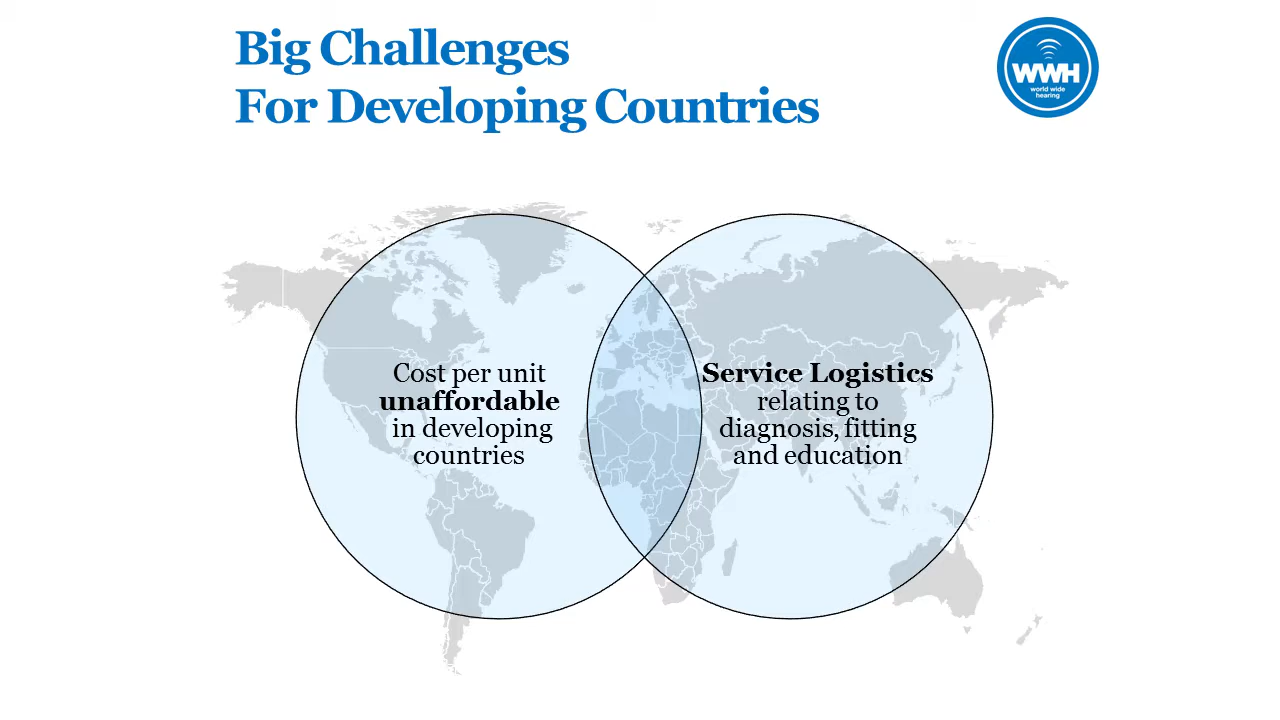 Big Challenges
For Developing Countries
WWH
world wide
hearing
Cost per unit
unaffordable
in developing
countries
Service Logistics
relating to
diagnosis, fitting
and education